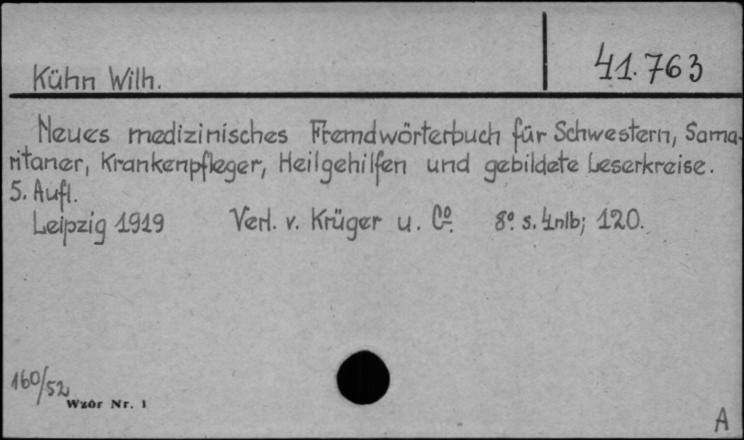 41.763
Kühn Wilh.
Neues medizinisches Fremdwörterbuch für Schwestern, Sama-
ritaner, Krankenpfleger, Heilgehilfen und gebildete Leserkreise.
5. Aufl.
Leipzig 1919 Verl. v. Krüger u. Co. 8° s. 4nlb; 120.
160/52
Wzór Nr. 1
A